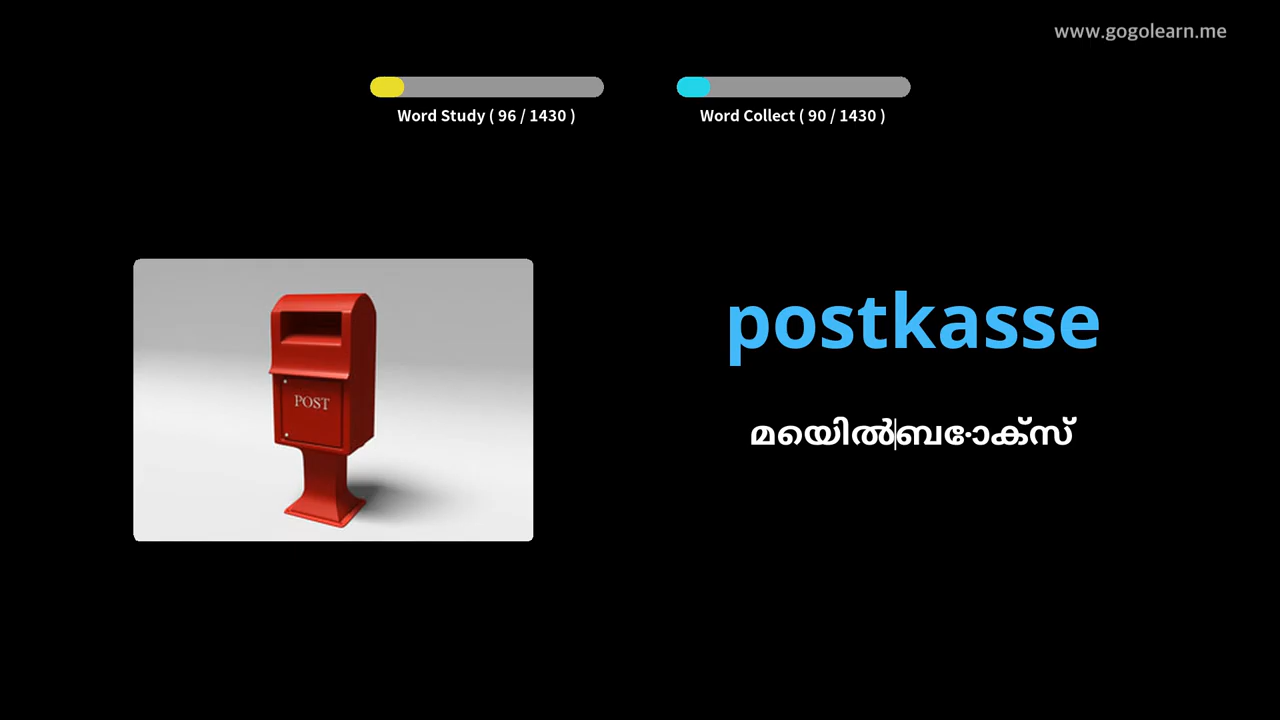 www.gogolearn.me
Word Study ( 96 / 1430 )
Word Collect ( 90 / 1430 )
POST
postkasse
മെയിൽബോക്സ്